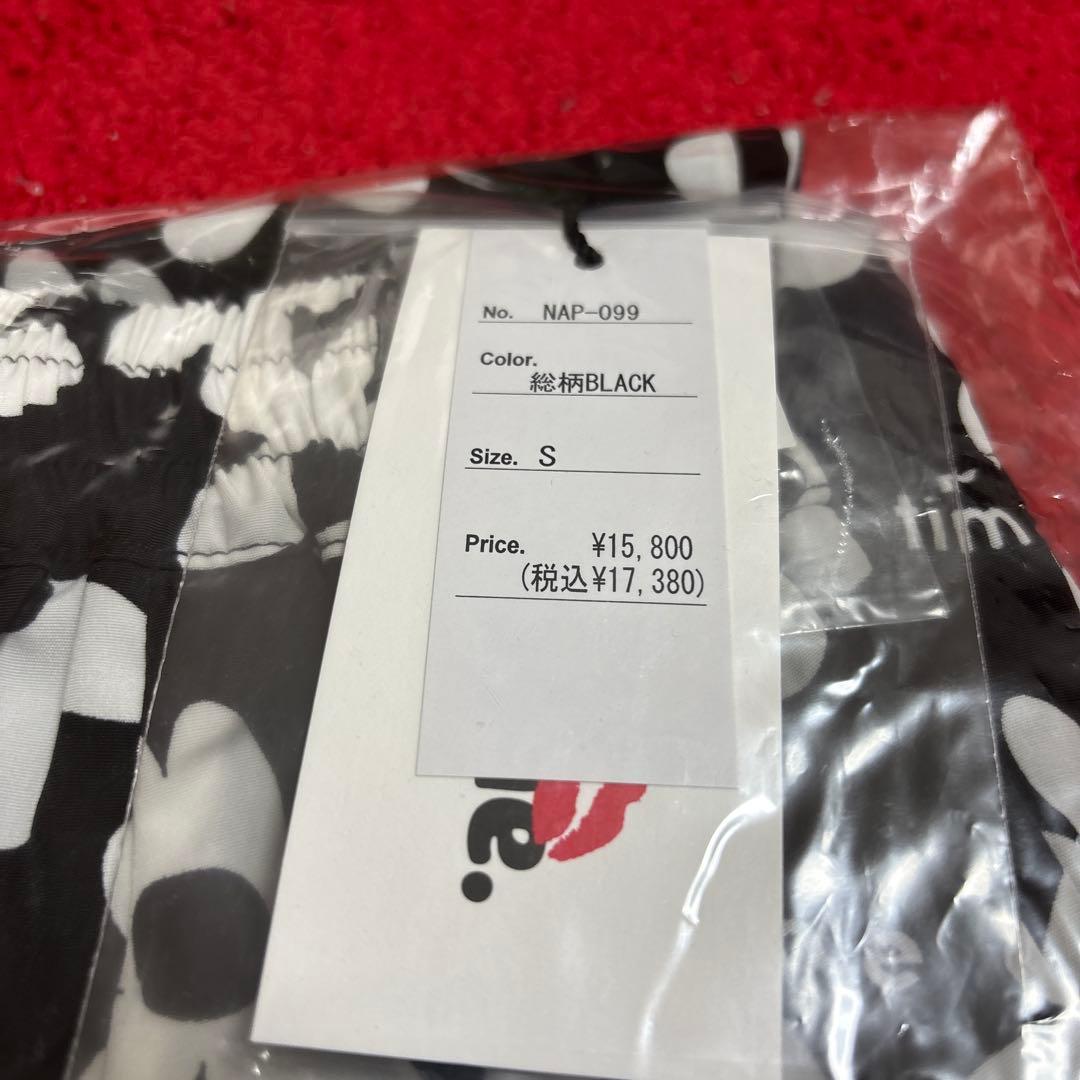 No. NAP-099
Color.
総柄BLACK
Size. S
Price. ¥15,800
(税込¥17,380)
tim